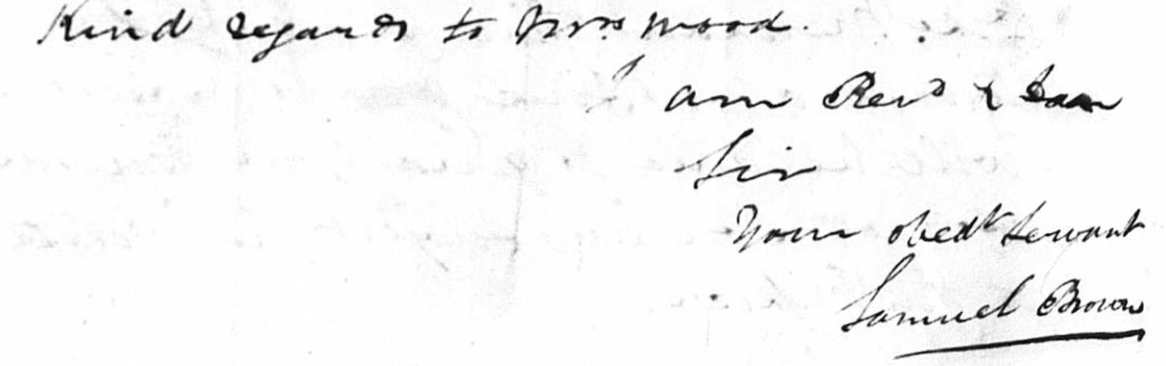 Kind regards to Mrs Wood.
I am Revd & Dear
Sir
Your obedt Servant
Samuel Brown